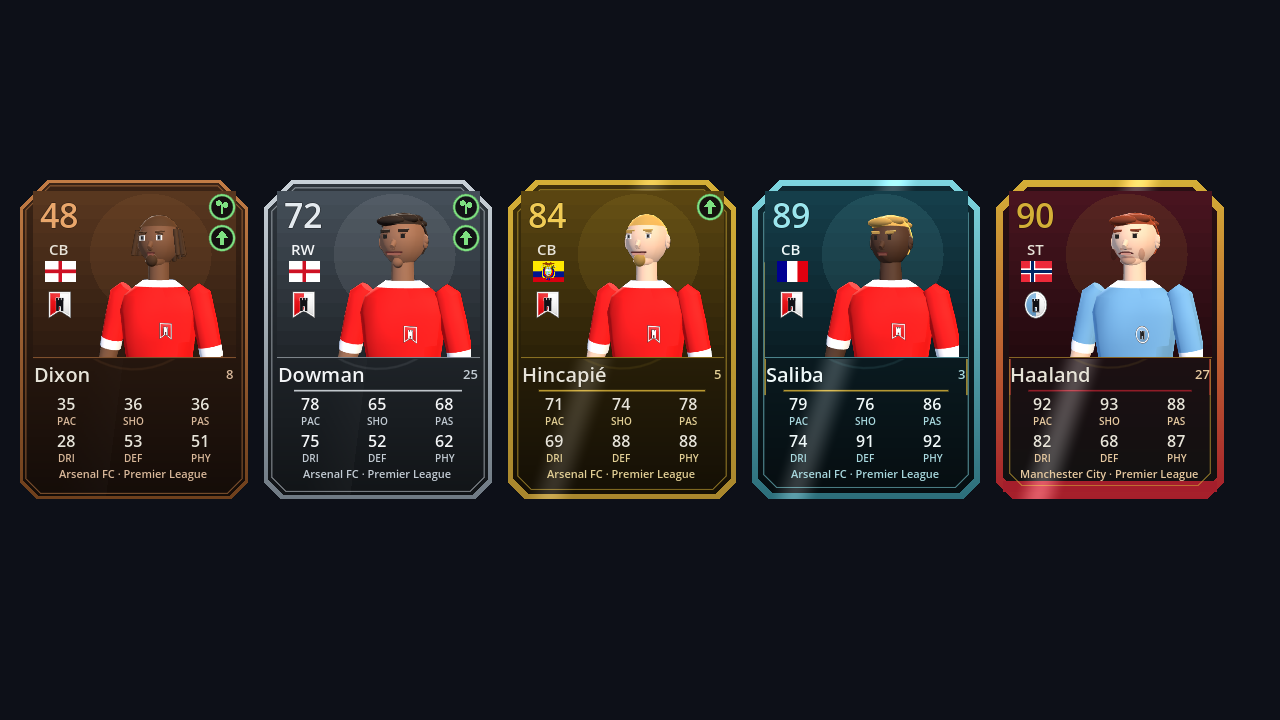 48
CB
Dixon 8
35 36 36
PAC SHO PAS
28 53 51
DRI DEF PHY
Arsenal FC · Premier League
72
RW
Dowman 25
78 65 68
PAC SHO PAS
75 52 62
DRI DEF PHY
Arsenal FC · Premier League
84
CB
Hincapié 5
71 74 78
PAC SHO PAS
69 88 88
DRI DEF PHY
Arsenal FC · Premier League
89
CB
Saliba 3
79 76 86
PAC SHO PAS
74 91 92
DRI DEF PHY
Arsenal FC · Premier League
90
ST
Haaland 27
92 93 88
PAC SHO PAS
82 68 87
DRI DEF PHY
Manchester City · Premier League